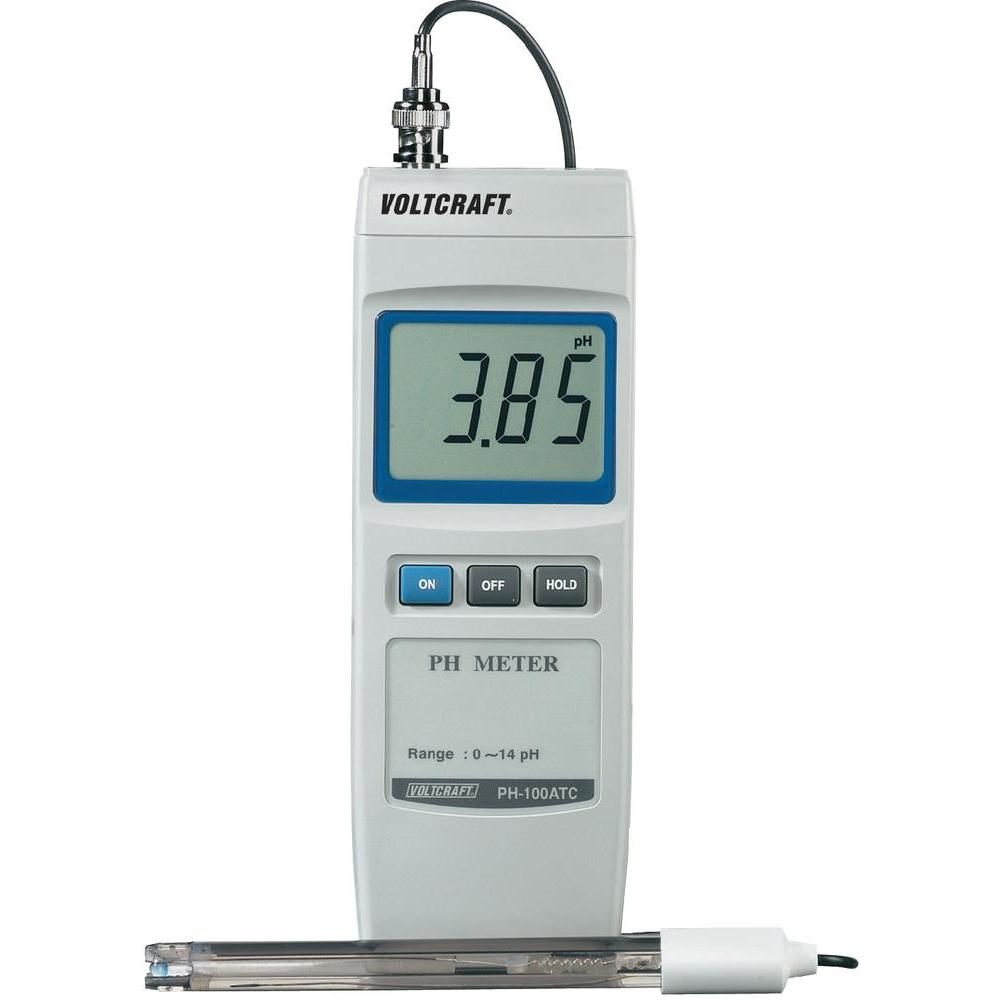 VOLTCRAFT®
pH
3.85
ON OFF HOLD
PH METER
Range : 0~14 pH
VOLTCRAFT® PH-100ATC